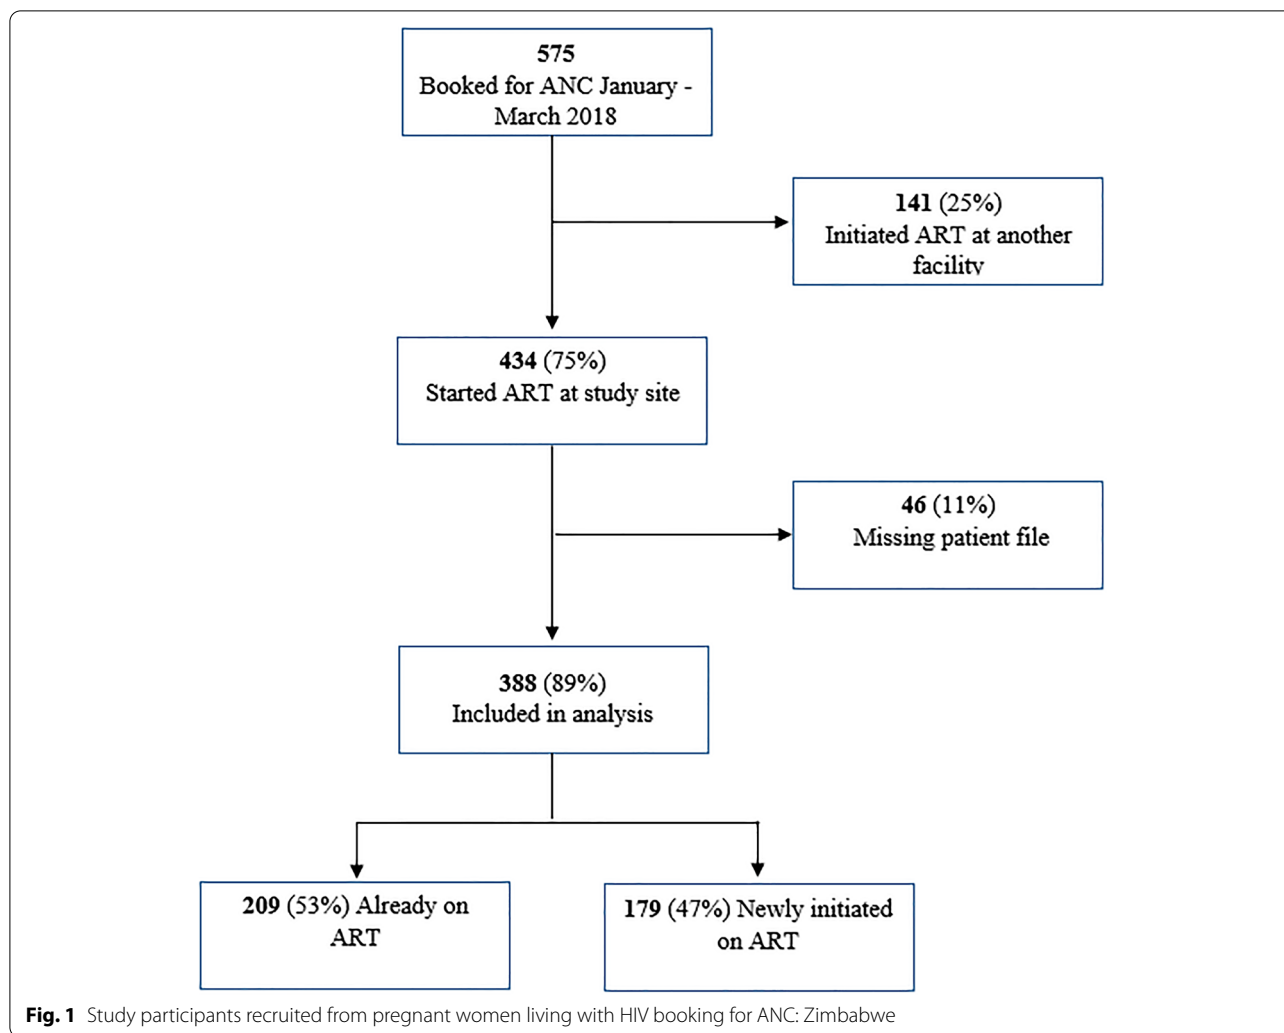 575
Booked for ANC January -
March 2018
141 (25%)
Initiated ART at another
facility
434 (75%)
Started ART at study site
46 (11%)
Missing patient file
388 (89%)
Included in analysis
209 (53%) Already on
ART
179 (47%) Newly initiated
on ART
Fig. 1 Study participants recruited from pregnant women living with HIV booking for ANC: Zimbabwe